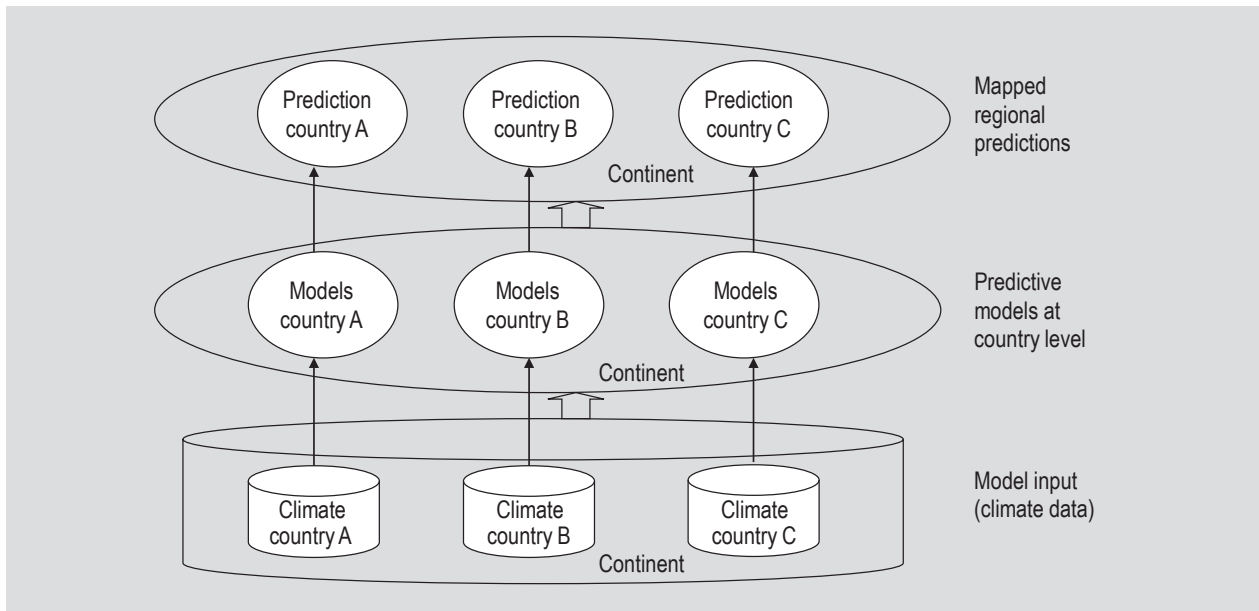 Prediction
country A
Prediction
country B
Prediction
country C
Continent
Mapped
regional
predictions
Models
country A
Models
country B
Models
country C
Continent
Predictive
models at
country level
Climate
country A
Climate
country B
Climate
country C
Continent
Model input
(climate data)